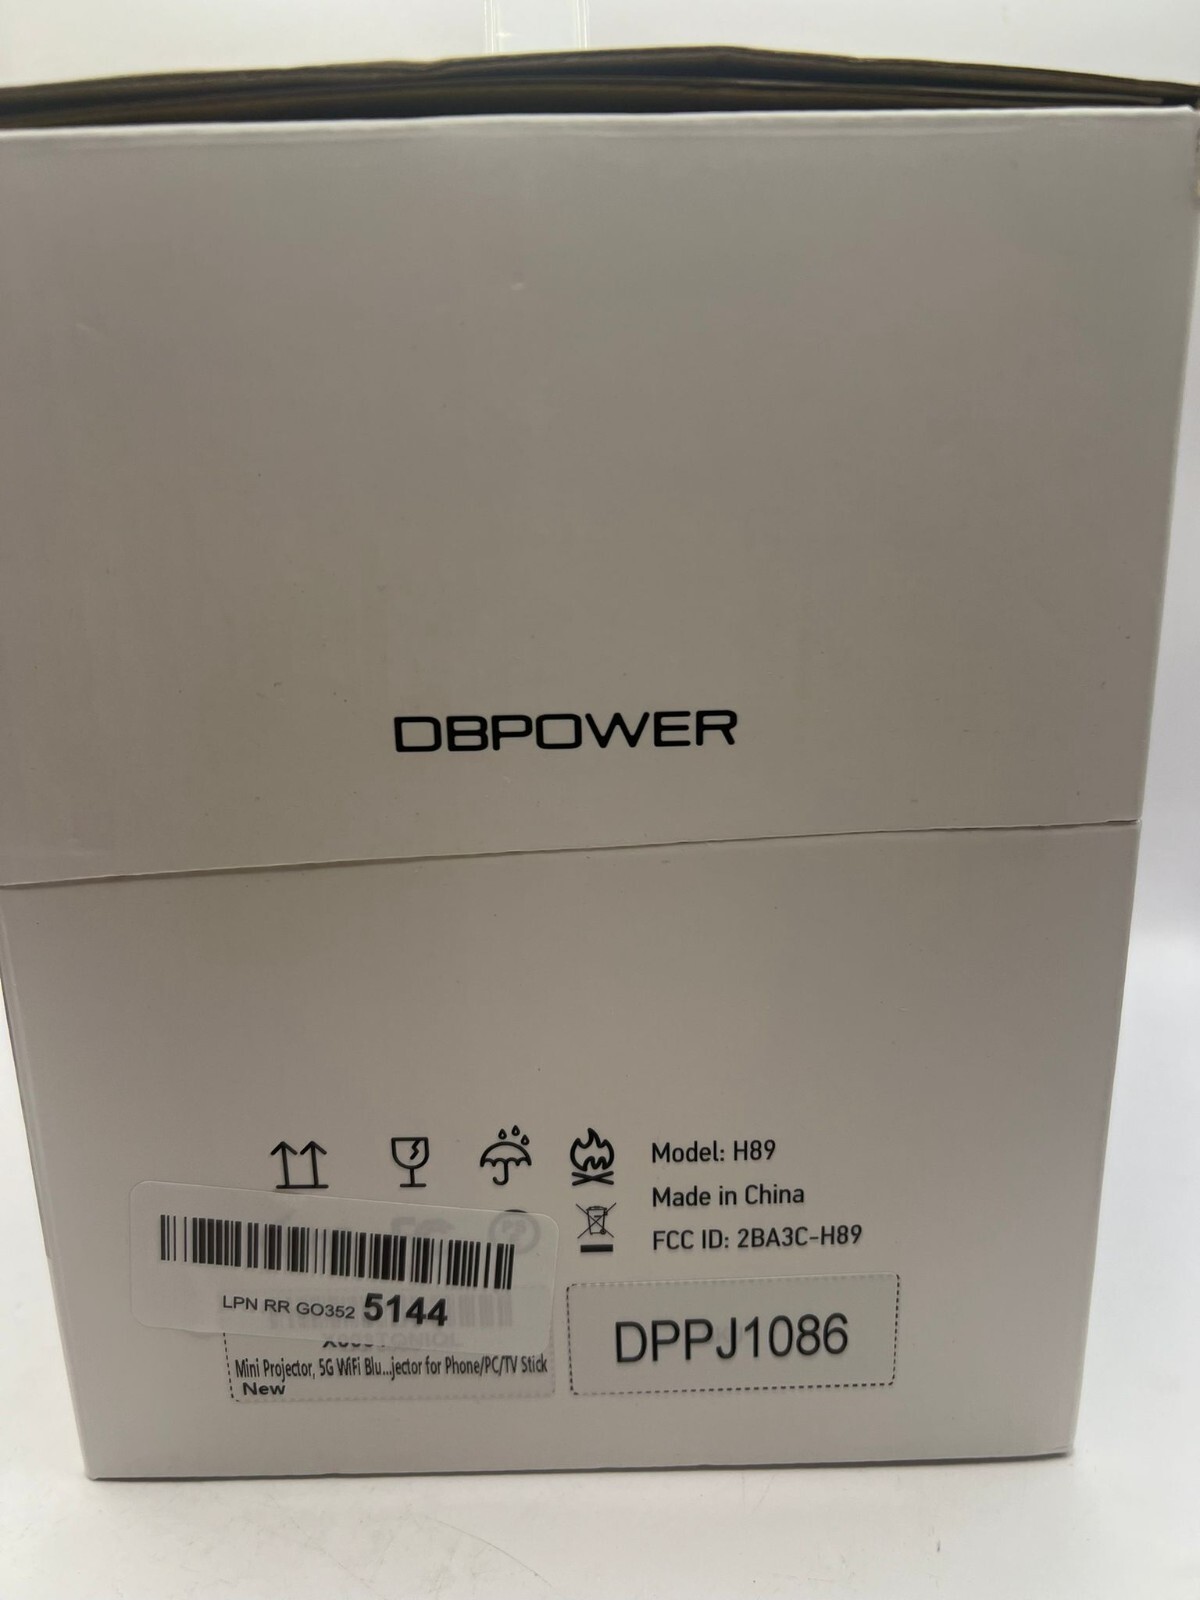 DBPOWER
Model: H89
Made in China
FCC ID: 2BA3C-H89
LPN RR GO352 5144
DPPJ1086
Mini Projector, 5G WiFi Blu...jector for Phone/PC/TV Stick
New